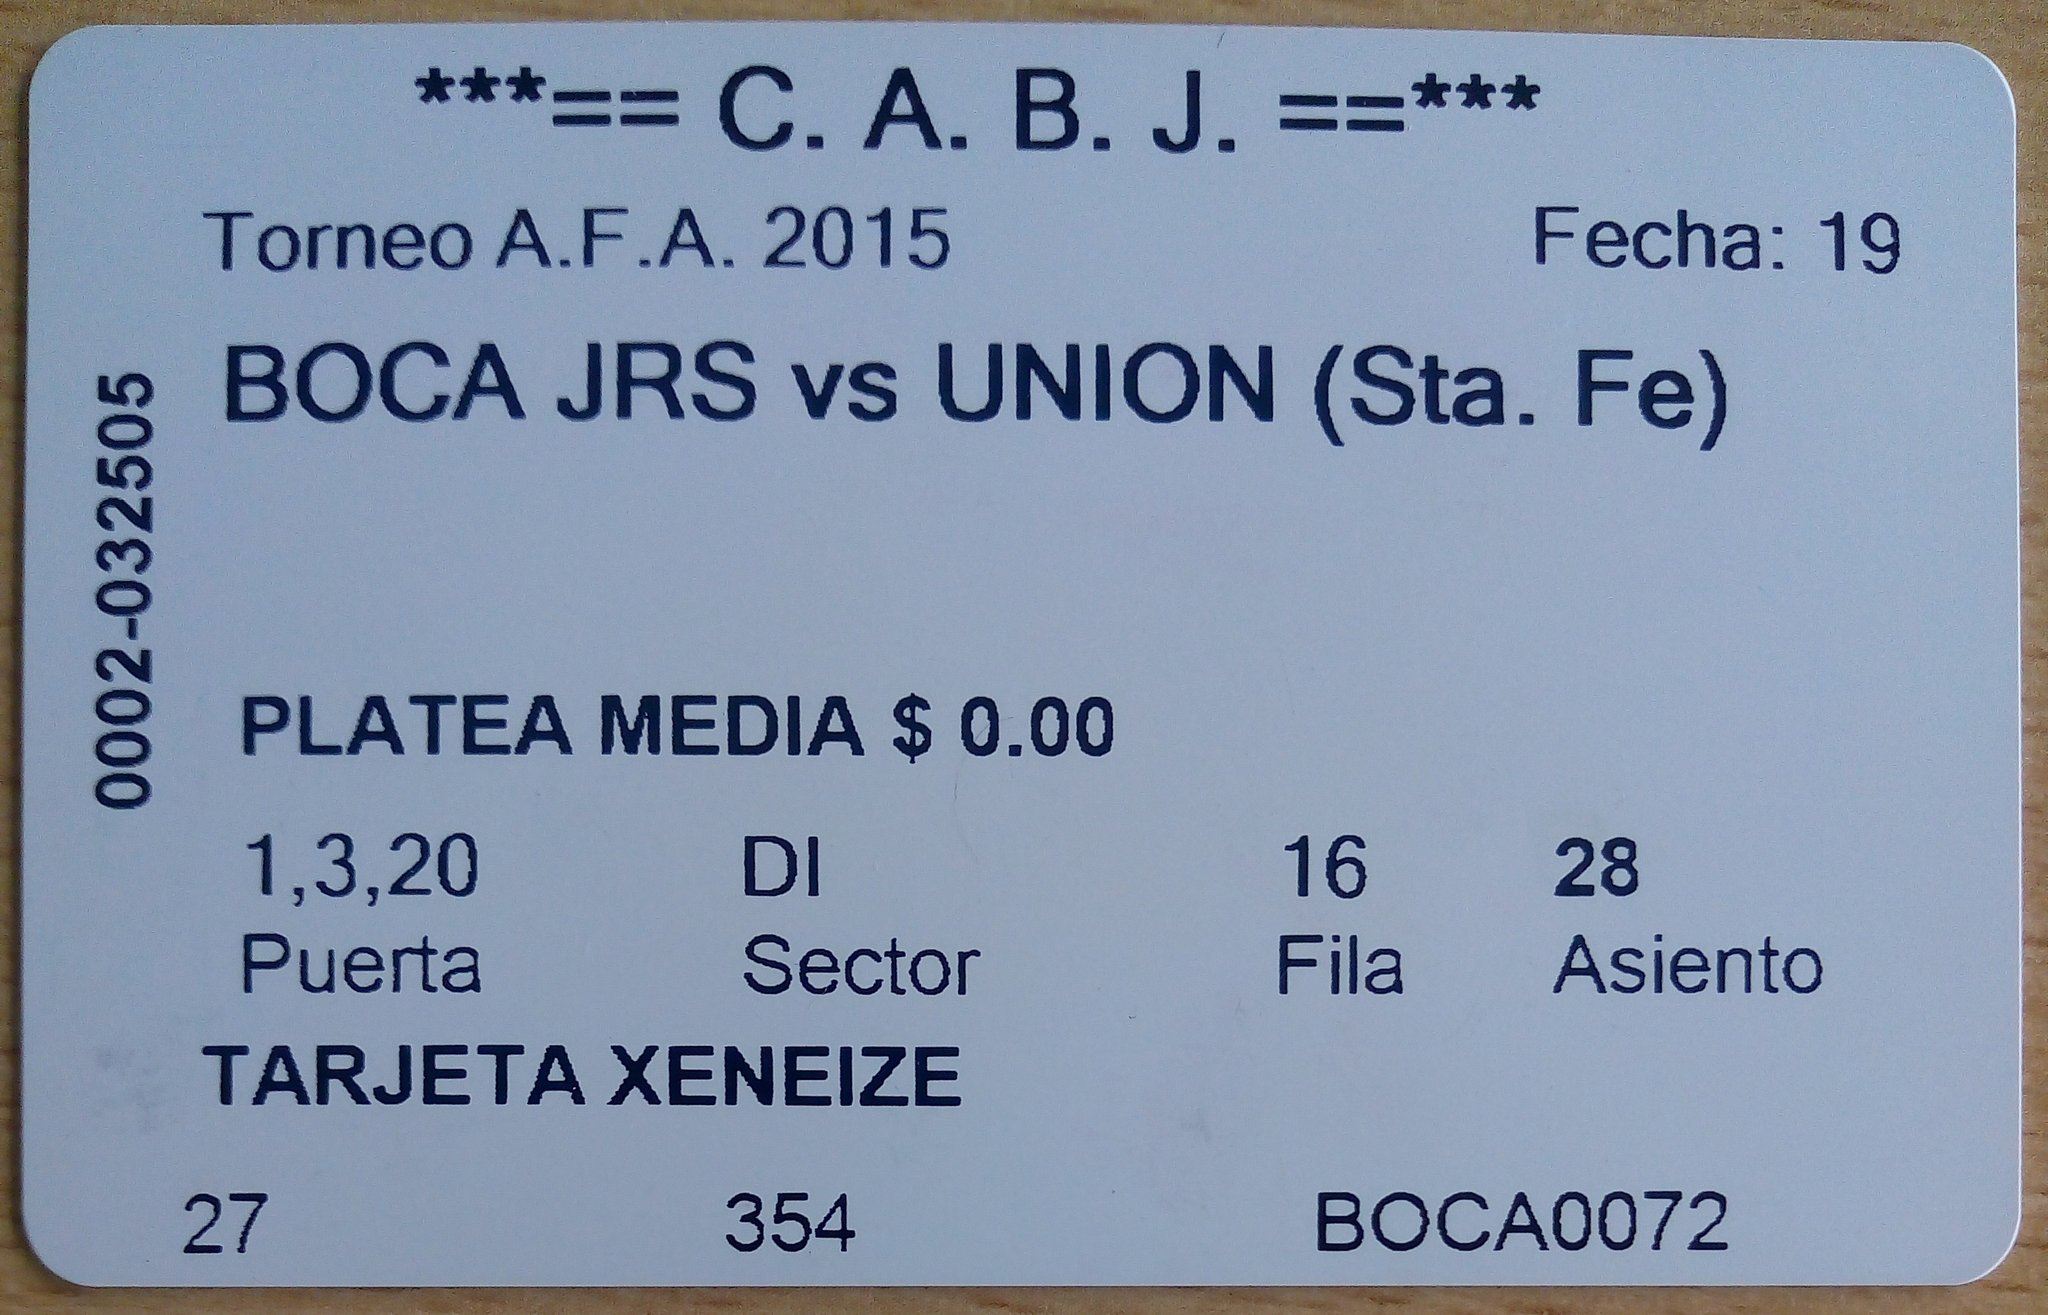 ***== C. A. B. J. ==***
Torneo A.F.A. 2015 Fecha: 19
BOCA JRS vs UNION (Sta. Fe)
0002-032505
PLATEA MEDIA $ 0.00
1,3,20 DI 16 28
Puerta Sector Fila Asiento
TARJETA XENEIZE
27 354 BOCA0072